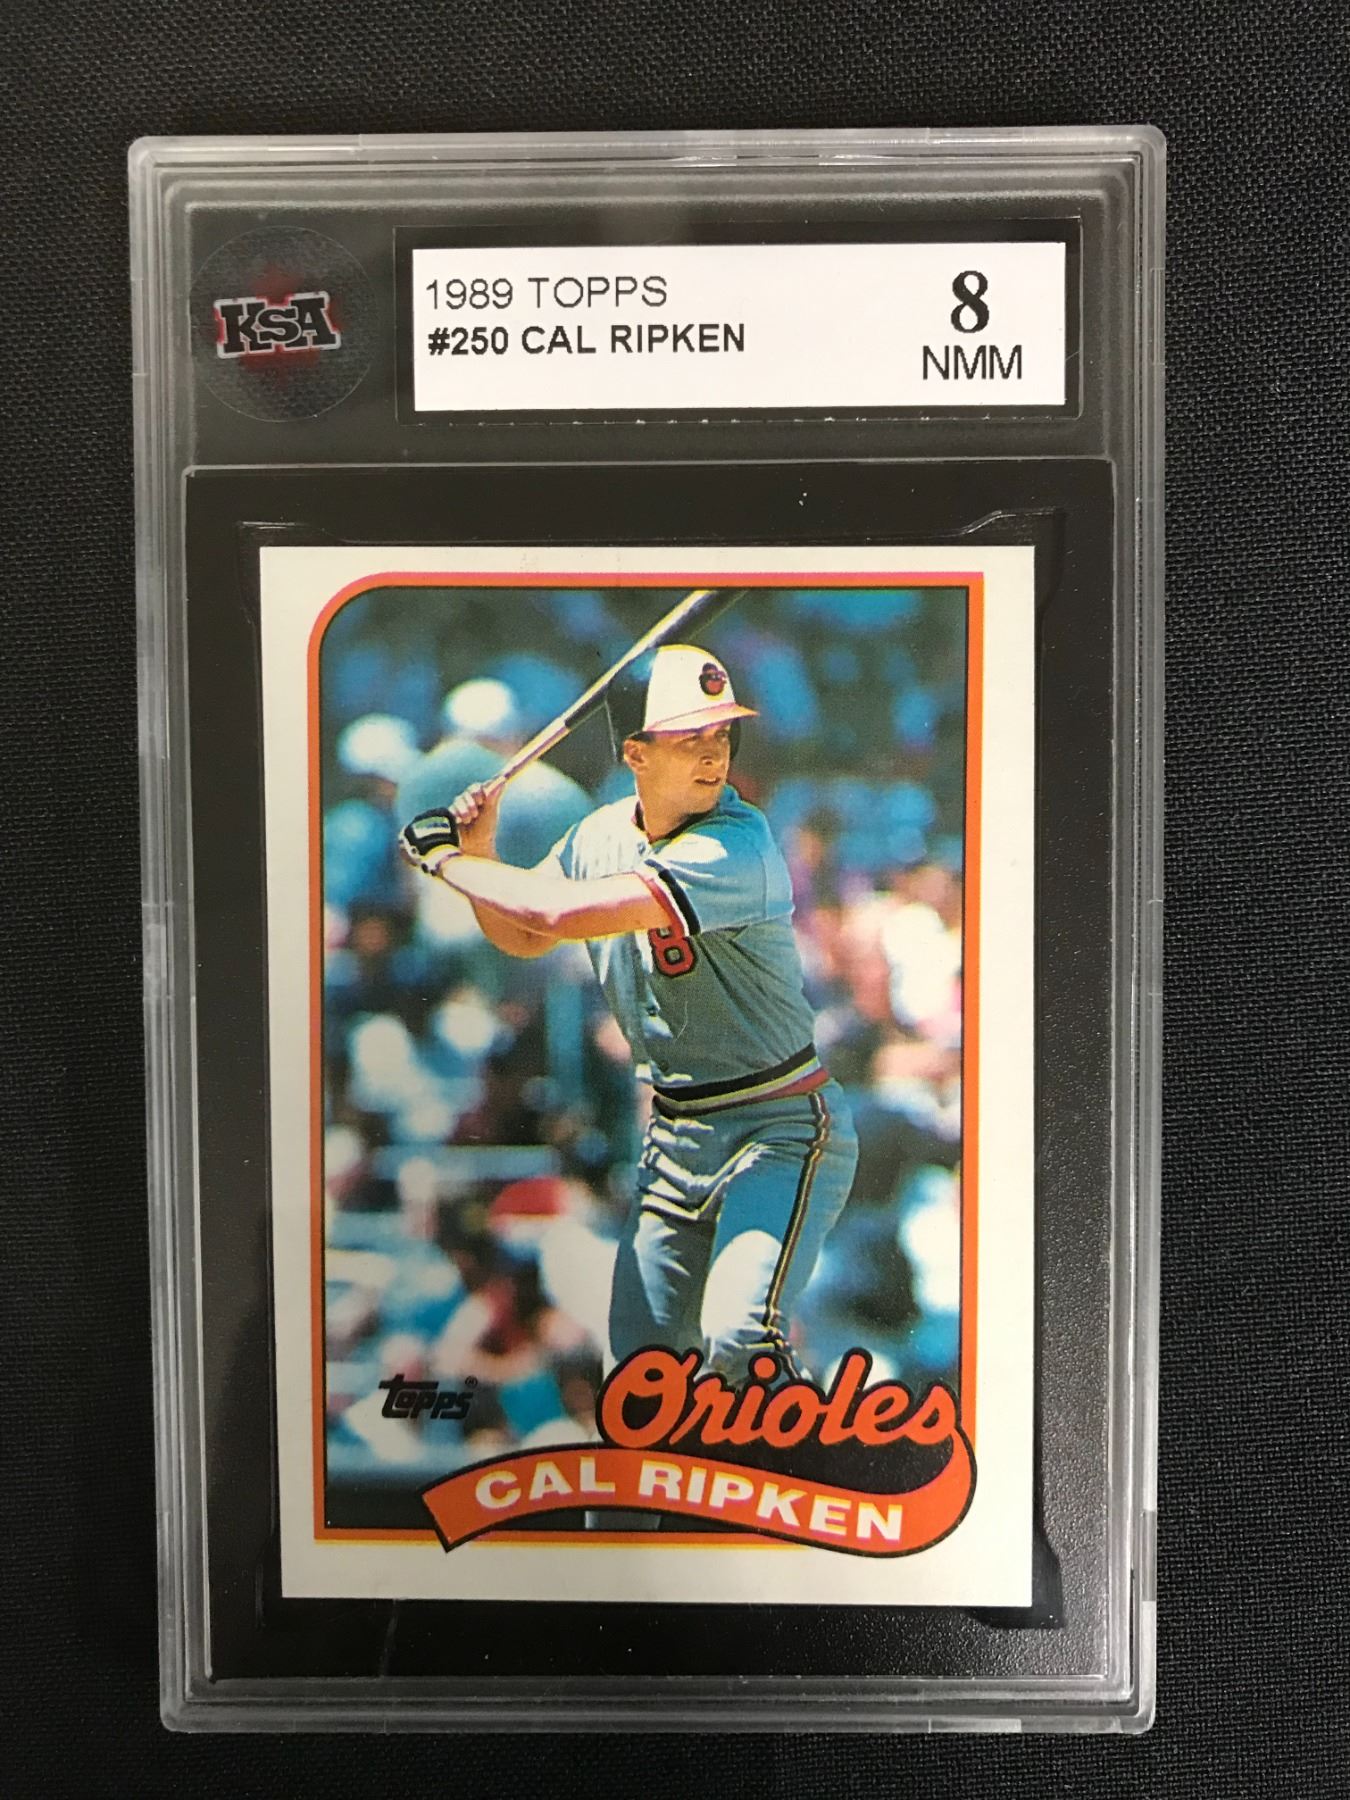 KSA
1989 TOPPS
#250 CAL RIPKEN
8
NMM
8
TOPPS®
Orioles
CAL RIPKEN